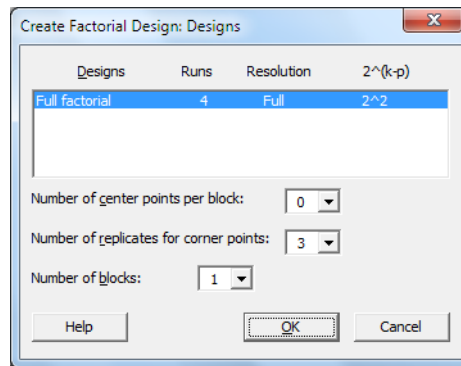 Create Factorial Design: Designs
Designs Runs Resolution 2^(k-p)
Full factorial 4 Full 2^2
Number of center points per block: 0
Number of replicates for corner points: 3
Number of blocks: 1
Help OK Cancel